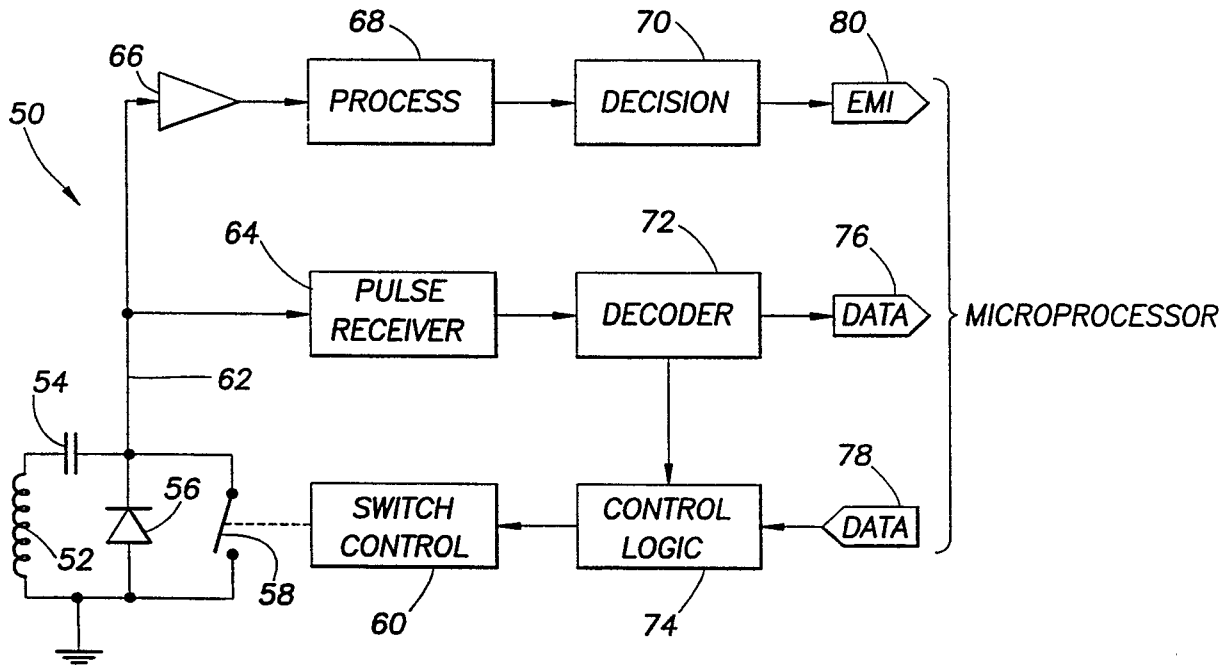 68
70
80
66
PROCESS
DECISION
EMI
50
64
72
76
PULSE
RECEIVER
DECODER
DATA
MICROPROCESSOR
54
62
78
56
SWITCH
CONTROL
CONTROL
LOGIC
DATA
52
58
60
74